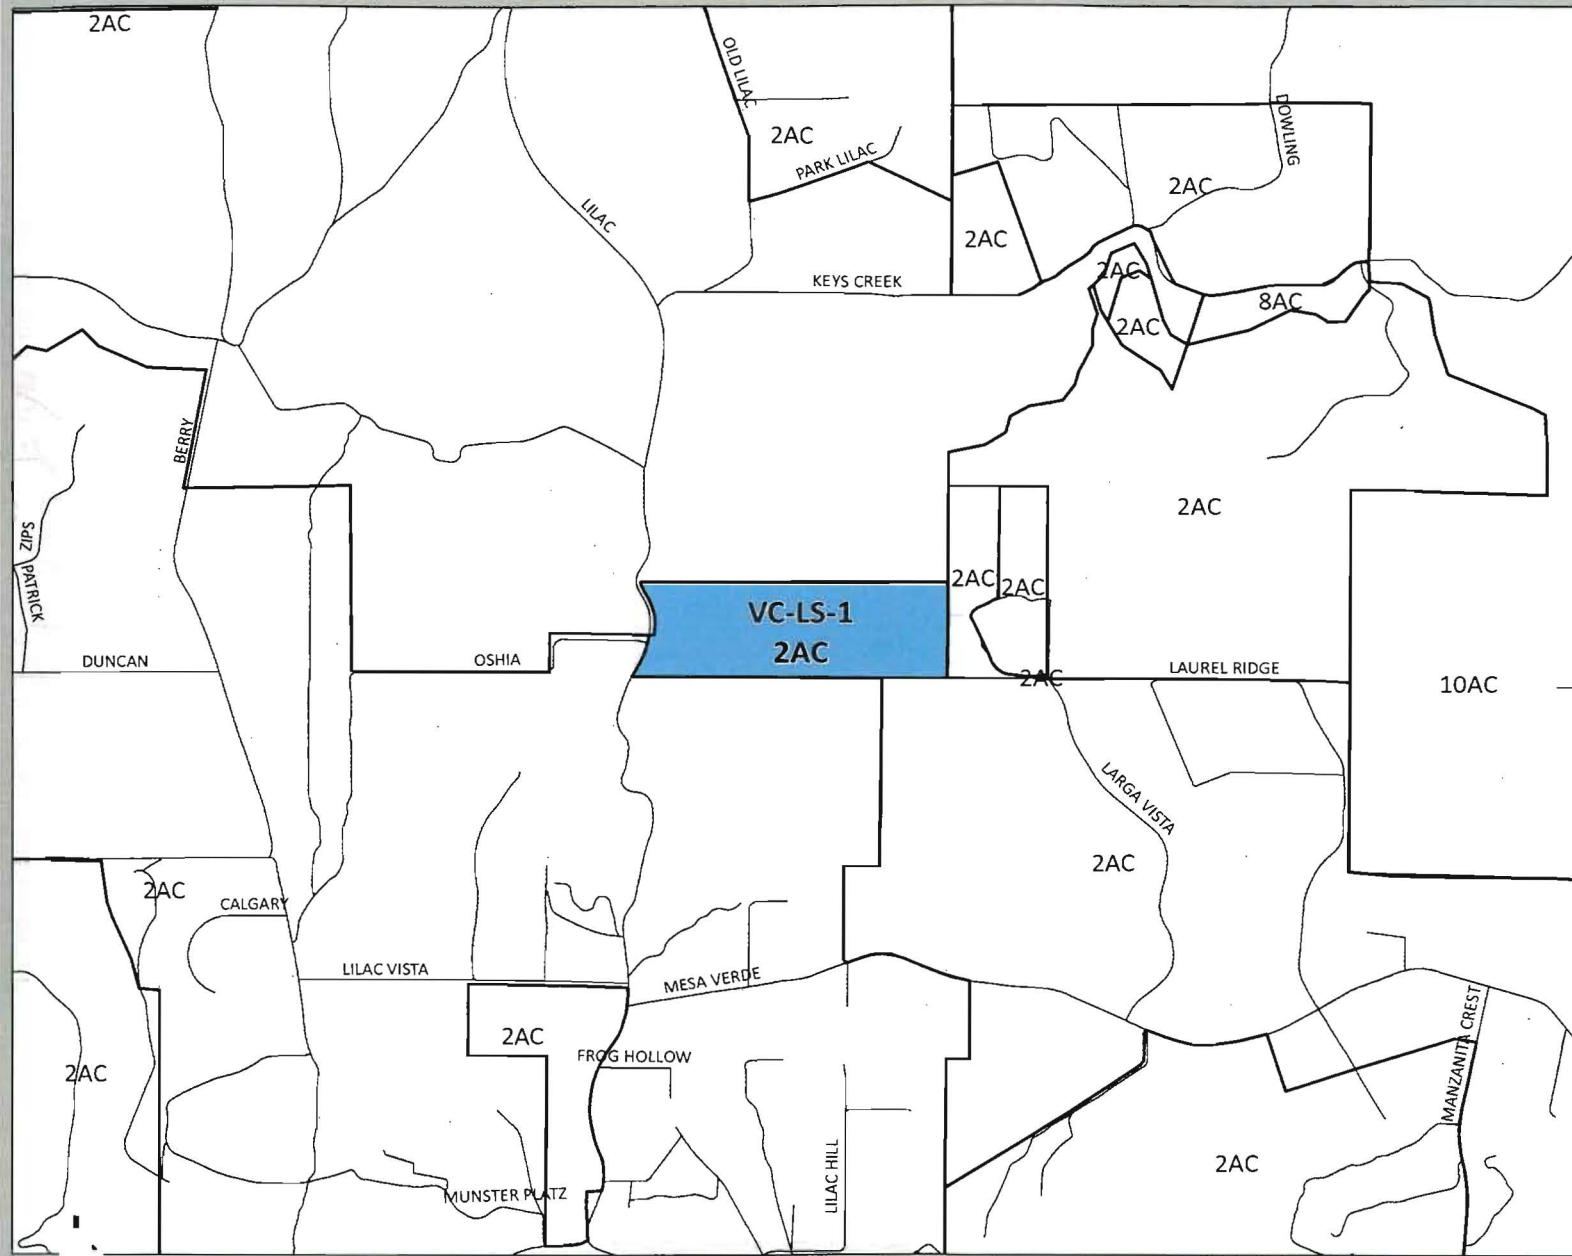 2AC
OLD LILAC
2AC
PARK LILAC
DOWLING
2AC
LILAC
2AC
2AC
KEYS CREEK
8AC
2AC
BERRY
2AC
ZIPS
PATRICK
2AC
2AC
VC-LS-1
2AC
DUNCAN
OSHIA
LAUREL RIDGE
2AC
10AC
LARGA VISTA
2AC
2AC
CALGARY
LILAC VISTA
MESA VERDE
MANZANITA CREST
2AC
FROG HOLLOW
2AC
LILAC HILL
2AC
MUNSTER PLATZ